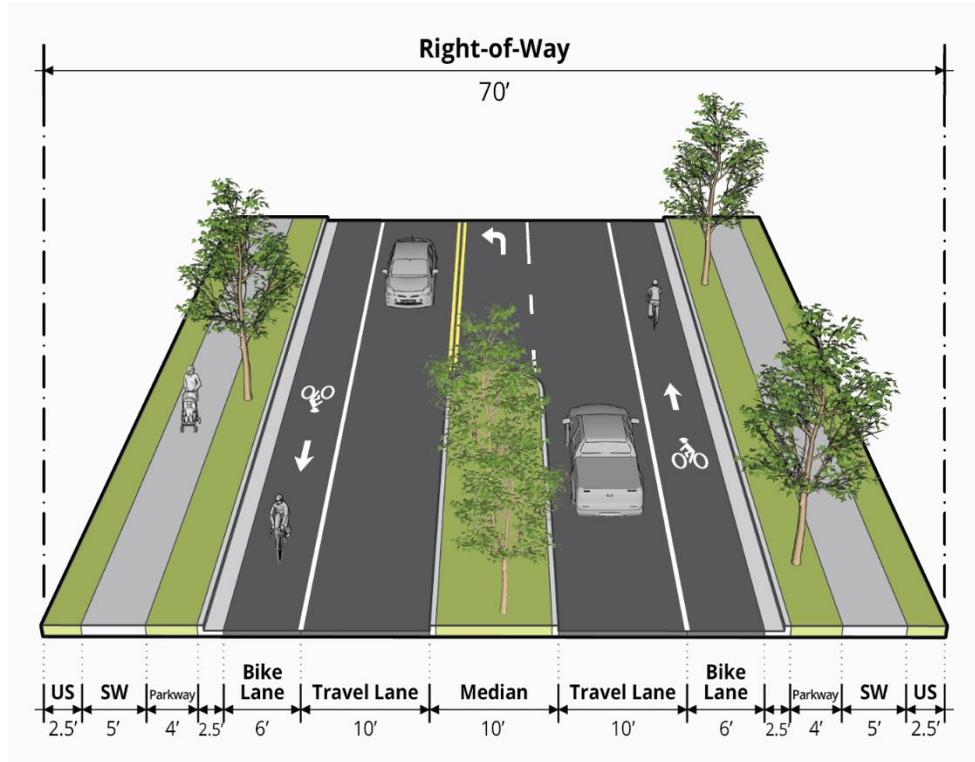 Right-of-Way
70’
US SW Parkway Bike Lane Travel Lane Median Travel Lane Bike Lane Parkway SW US
2.5’ 5’ 4’ 2.5’ 6’ 10’ 10’ 10’ 6’ 2.5’ 4’ 5’ 2.5’